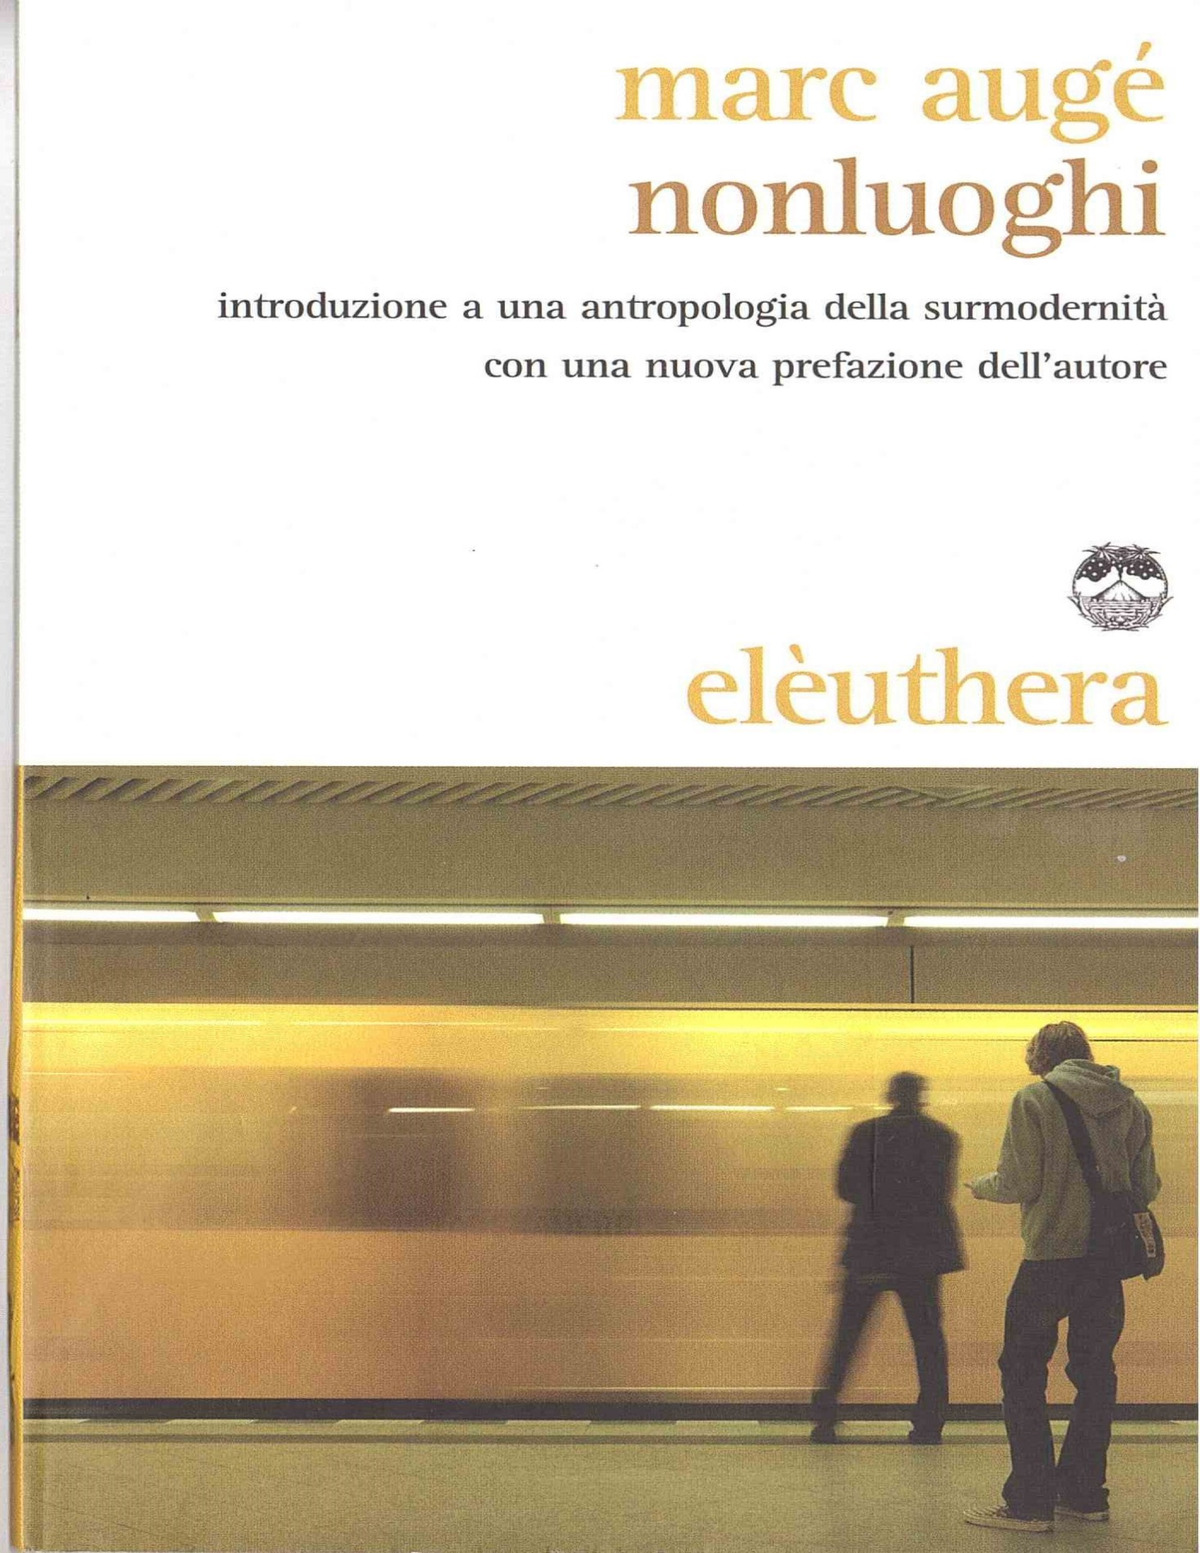 marc augé
nonluoghi
introduzione a una antropologia della surmodernità
con una nuova prefazione dell'autore
elèuthera